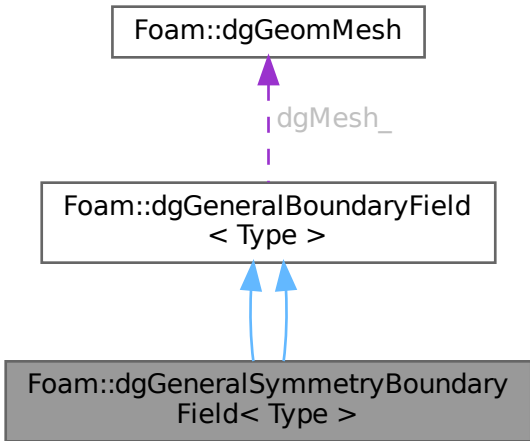 Foam::dgGeomMesh
dgMesh_
Foam::dgGeneralBoundaryField
< Type >
Foam::dgGeneralSymmetryBoundary
Field< Type >